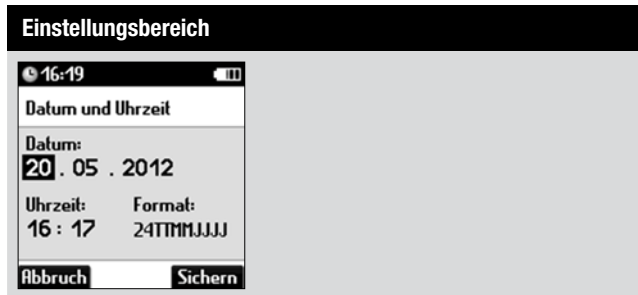 Einstellungsbereich
16:19
Datum und Uhrzeit
Datum:
20 . 05 . 2012
Uhrzeit: Format:
16 : 17 24TTMMJJJJ
Abbruch Sichern